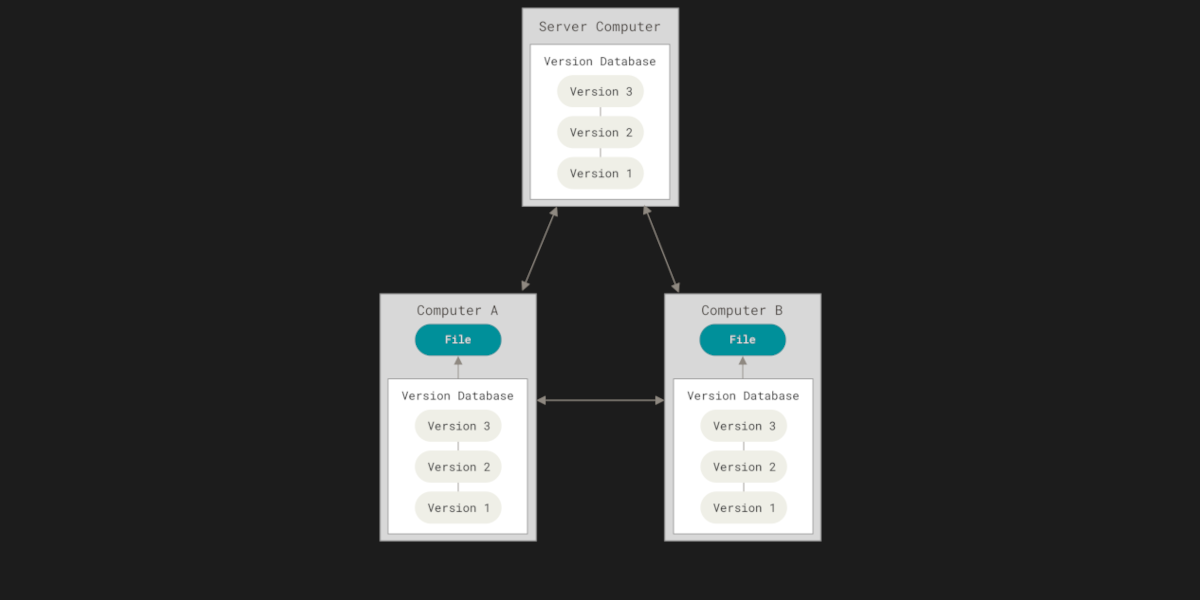 Server Computer
Version Database
Version 3
Version 2
Version 1
Computer A
File
Version Database
Version 3
Version 2
Version 1
Computer B
File
Version Database
Version 3
Version 2
Version 1